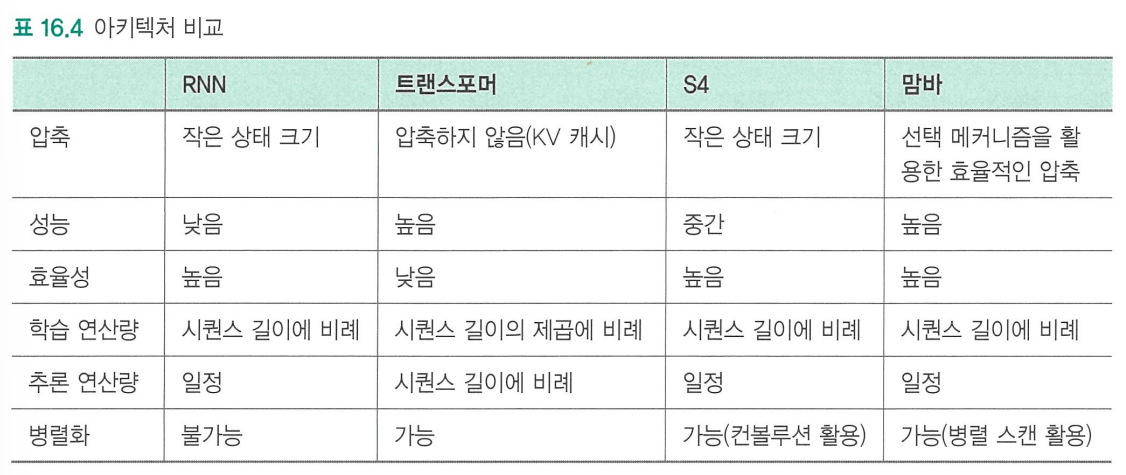 표 16.4 아키텍처 비교
RNN 트랜스포머 S4 맘바
압축 작은 상태 크기 압축하지 않음(KV 캐시) 작은 상태 크기 선택 메커니즘을 활
용한 효율적인 압축
성능 낮음 높음 중간 높음
효율성 높음 낮음 높음 높음
학습 연산량 시퀀스 길이에 비례 시퀀스 길이의 제곱에 비례 시퀀스 길이에 비례 시퀀스 길이에 비례
추론 연산량 일정 시퀀스 길이에 비례 일정 일정
병렬화 불가능 가능 가능(컨볼루션 활용) 가능(병렬 스캔 활용)